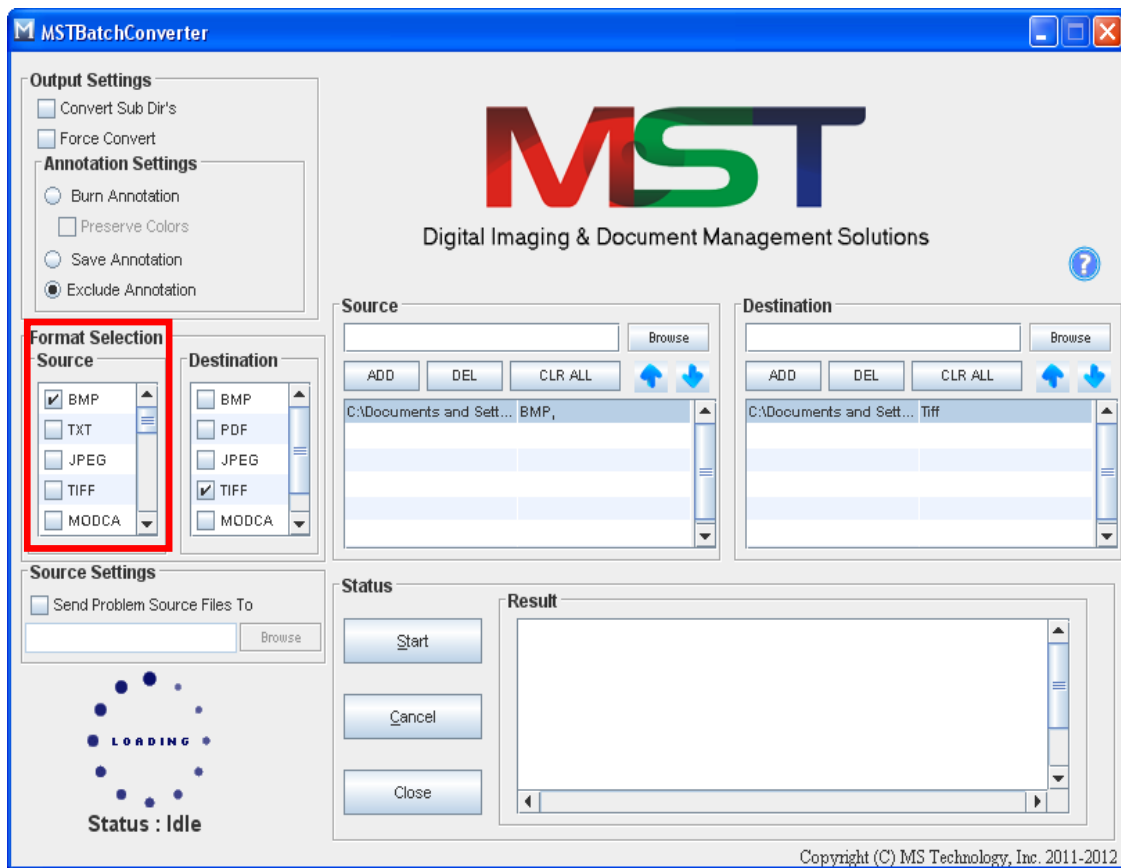 MSTBatchConverter
Output Settings
Convert Sub Dir's
Force Convert
Annotation Settings
Burn Annotation
Preserve Colors
Save Annotation
Exclude Annotation
MST
Digital Imaging & Document Management Solutions
?
Format Selection
Source
BMP
TXT
JPEG
TIFF
MODCA
Destination
BMP
PDF
JPEG
TIFF
MODCA
Source
Browse
ADD DEL CLR ALL
C:\Documents and Sett... BMP,
Destination
Browse
ADD DEL CLR ALL
C:\Documents and Sett... Tiff
Source Settings
Send Problem Source Files To
Browse
LOADING
Status : Idle
Status
Start
Cancel
Close
Result
Copyright (C) MS Technology, Inc. 2011-2012